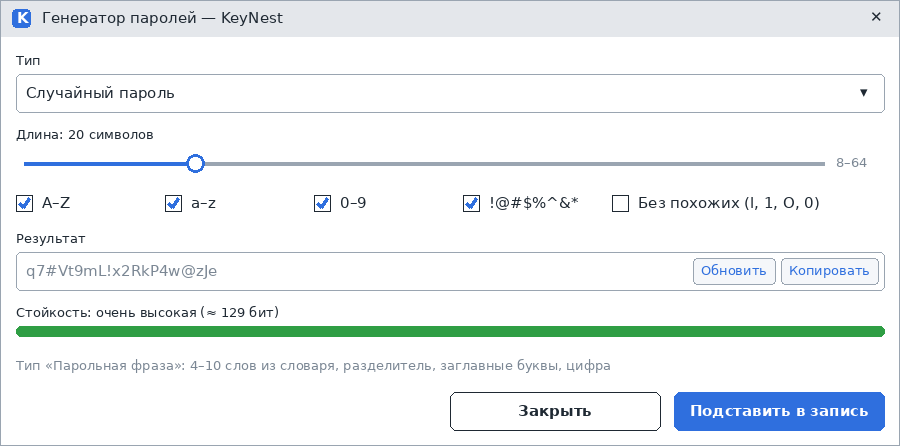 K Генератор паролей — KeyNest ✕
Тип
Случайный пароль ▼
Длина: 20 символов
8–64
A–Z a–z 0–9 !@#$%^&* Без похожих (l, 1, O, 0)
Результат
q7#Vt9mL!x2RkP4w@zJe Обновить Копировать
Стойкость: очень высокая (≈ 129 бит)
Тип «Парольная фраза»: 4–10 слов из словаря, разделитель, заглавные буквы, цифра
Закрыть Подставить в запись